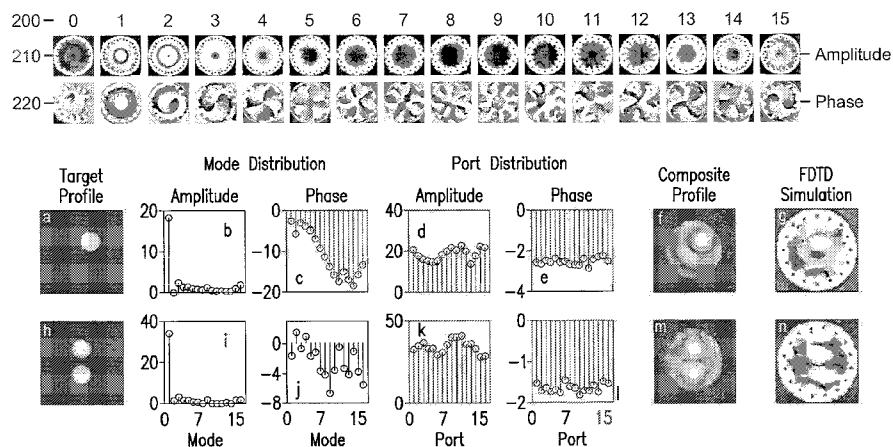 200 0 1 2 3 4 5 6 7 8 9 10 11 12 13 14 15
210 Amplitude
220 Phase
Mode Distribution Port Distribution
Target Profile Amplitude Phase Amplitude Phase Composite Profile FDTD Simulation
a 20 10 0 b
0 -10 -20 c
40 20 0 d
0 -2 -4 e
f g
h 40 20 0 i
0 -4 -8 j
50 0 k
0 -1 -2 l
m n
0 7 15 0 7 15 0 7 15 0 7 15
Mode Mode Port Port